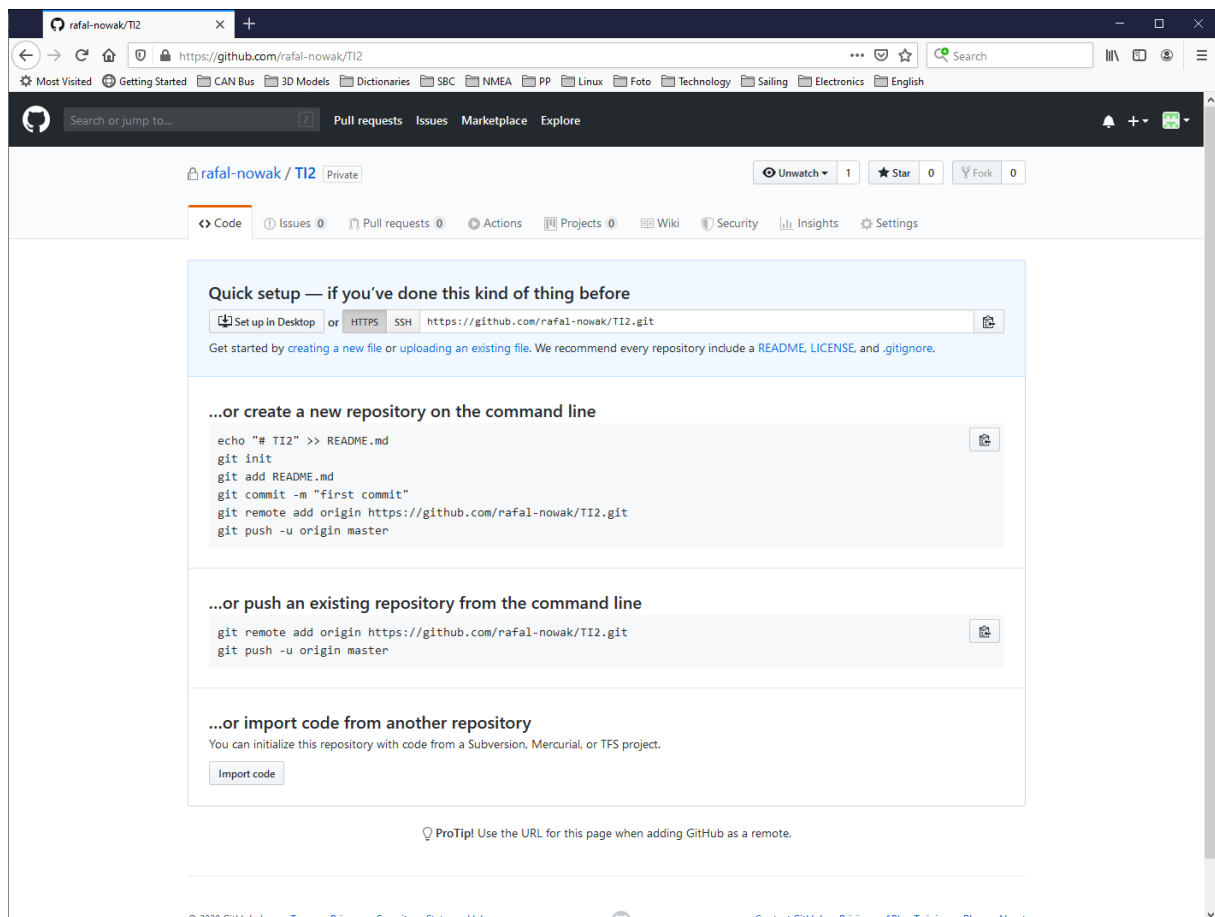 rafal-nowak/TI2
https://github.com/rafal-nowak/TI2
Search
Most Visited Getting Started CAN Bus 3D Models Dictionaries SBC NMEA PP Linux Foto Technology Sailing Electronics English
Search or jump to... / Pull requests Issues Marketplace Explore
rafal-nowak / TI2 Private Unwatch 1 Star 0 Fork 0
Code Issues 0 Pull requests 0 Actions Projects 0 Wiki Security Insights Settings
Quick setup — if you’ve done this kind of thing before
Set up in Desktop or HTTPS SSH https://github.com/rafal-nowak/TI2.git
Get started by creating a new file or uploading an existing file. We recommend every repository include a README, LICENSE, and .gitignore.
…or create a new repository on the command line
echo "# TI2" >> README.md
git init
git add README.md
git commit -m "first commit"
git remote add origin https://github.com/rafal-nowak/TI2.git
git push -u origin master
…or push an existing repository from the command line
git remote add origin https://github.com/rafal-nowak/TI2.git
git push -u origin master
…or import code from another repository
You can initialize this repository with code from a Subversion, Mercurial, or TFS project.
Import code
ProTip! Use the URL for this page when adding GitHub as a remote.